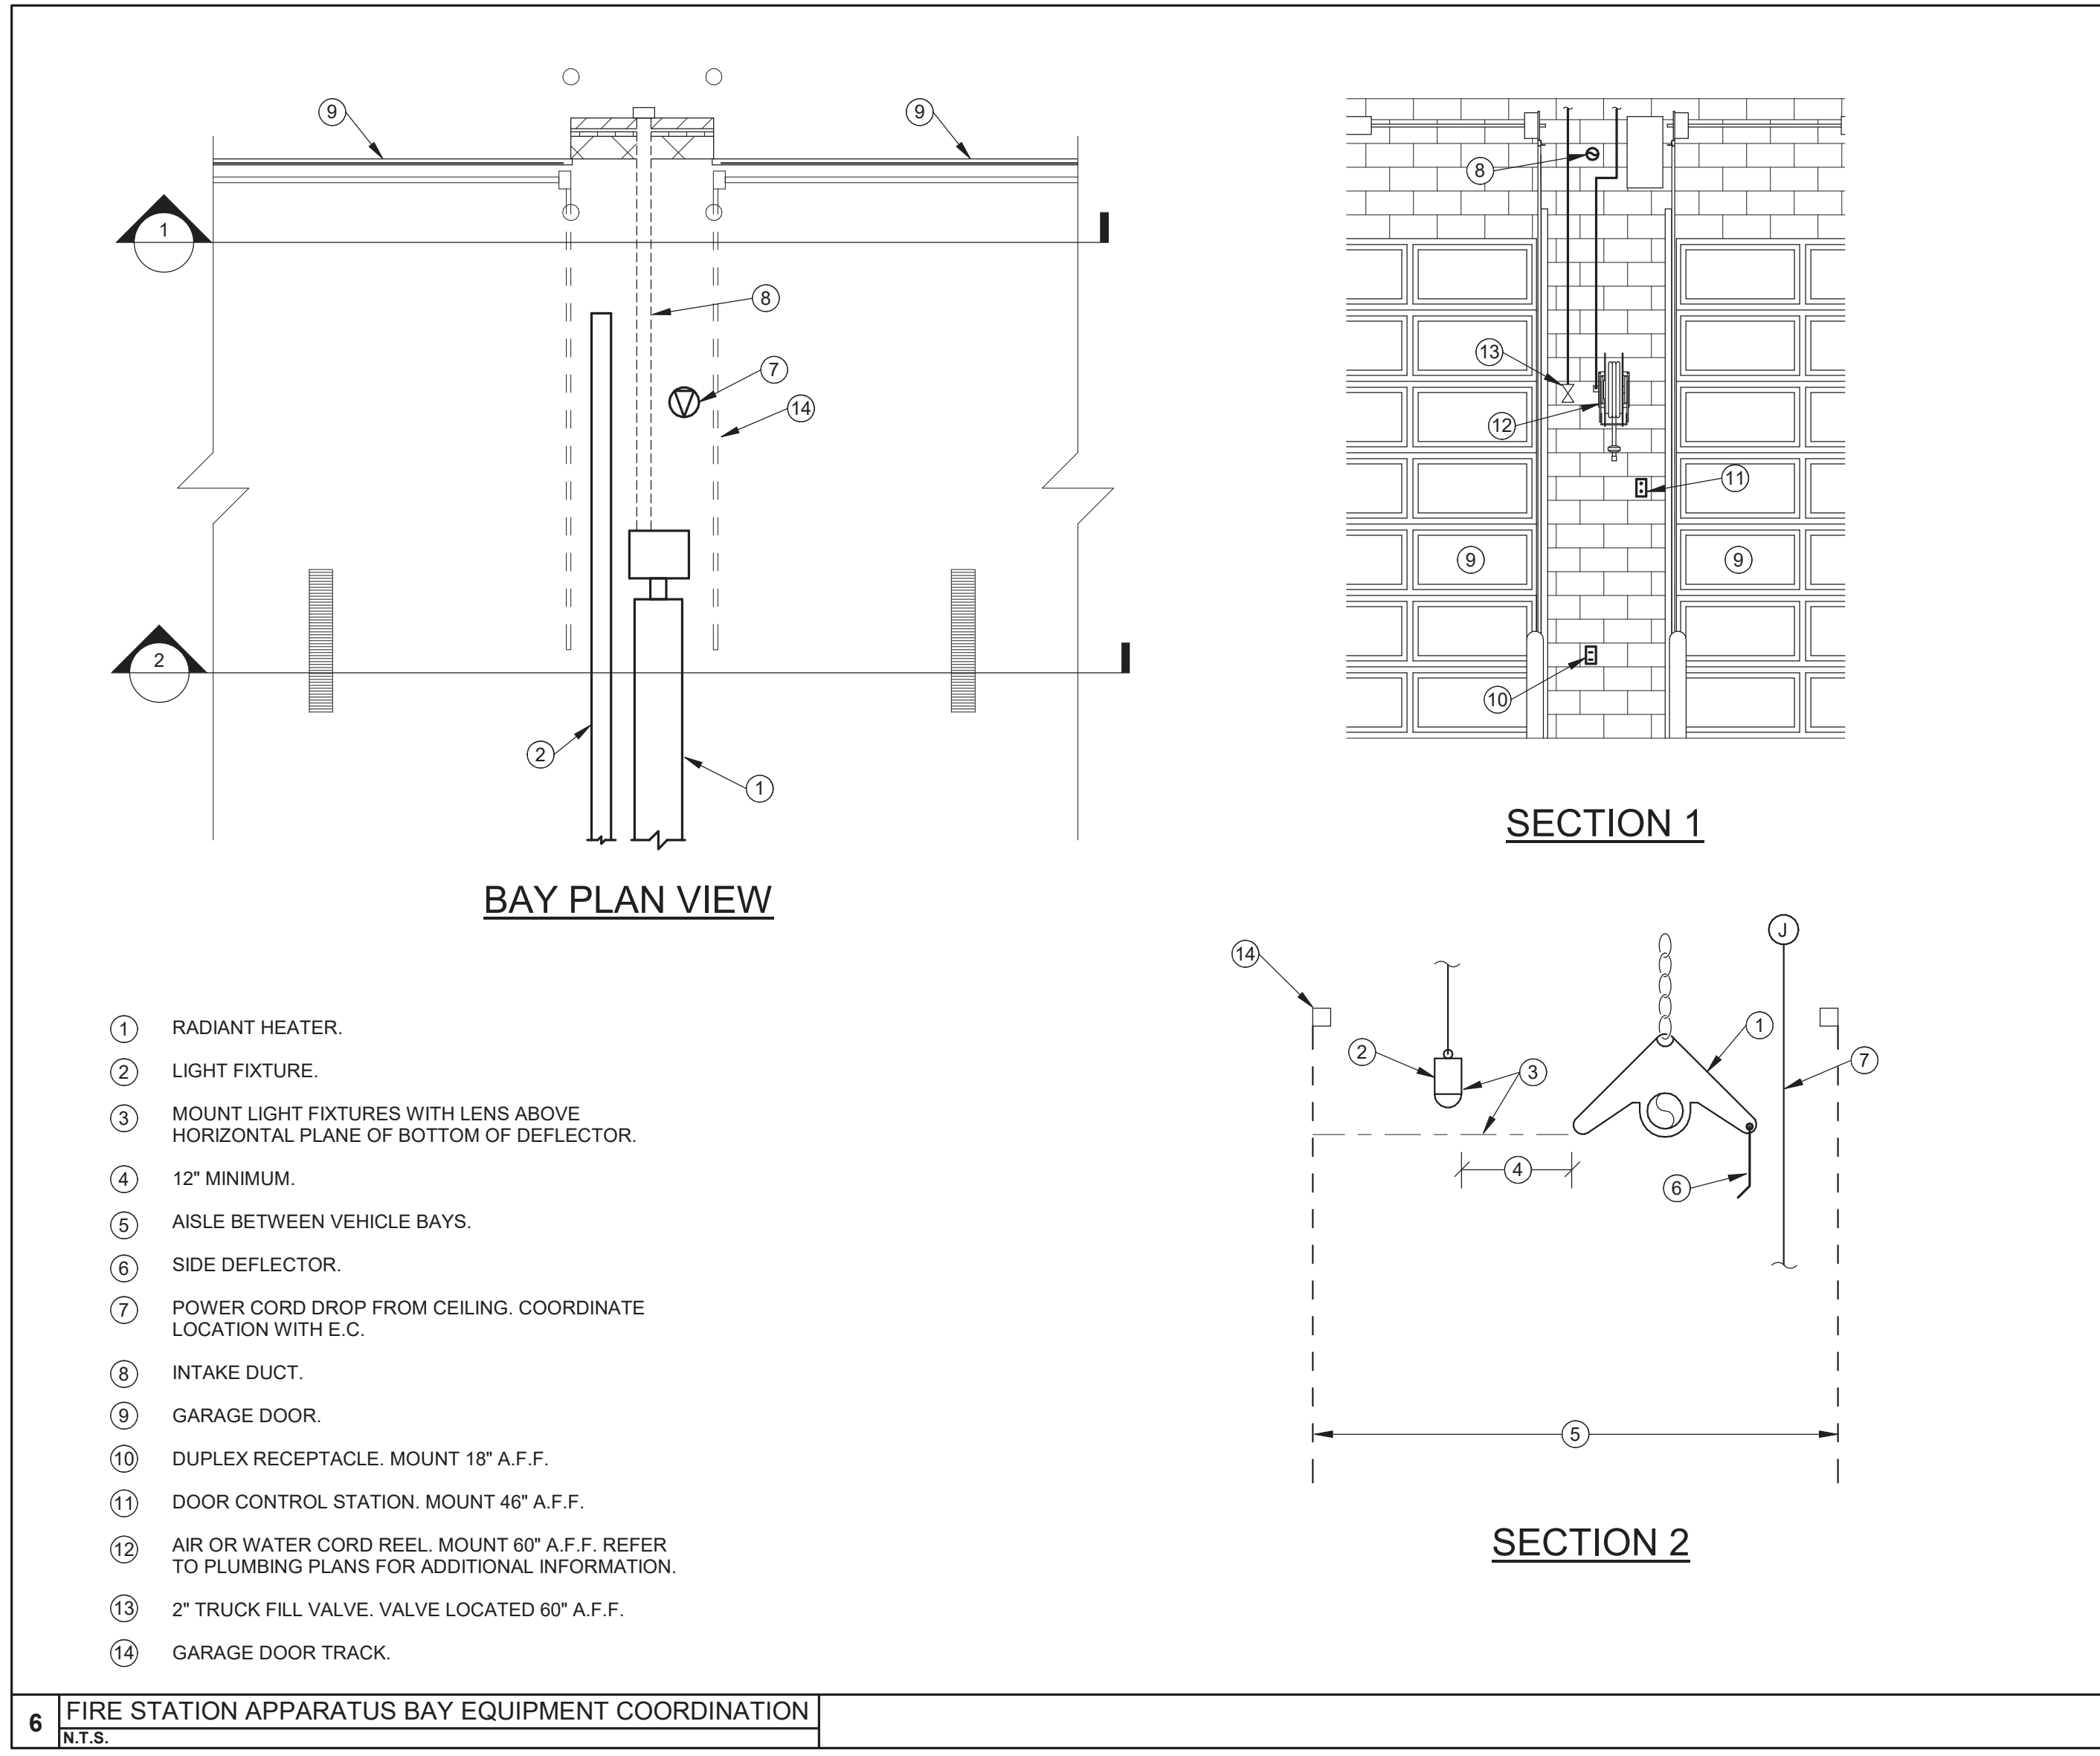 9
9
1
8
7
14
2
2
1
BAY PLAN VIEW
8
13
12
11
9
9
10
SECTION 1
J
14
2
3
1
7
4
6
5
SECTION 2
1 RADIANT HEATER.
2 LIGHT FIXTURE.
3 MOUNT LIGHT FIXTURES WITH LENS ABOVE
HORIZONTAL PLANE OF BOTTOM OF DEFLECTOR.
4 12" MINIMUM.
5 AISLE BETWEEN VEHICLE BAYS.
6 SIDE DEFLECTOR.
7 POWER CORD DROP FROM CEILING. COORDINATE
LOCATION WITH E.C.
8 INTAKE DUCT.
9 GARAGE DOOR.
10 DUPLEX RECEPTACLE. MOUNT 18" A.F.F.
11 DOOR CONTROL STATION. MOUNT 46" A.F.F.
12 AIR OR WATER CORD REEL. MOUNT 60" A.F.F. REFER
TO PLUMBING PLANS FOR ADDITIONAL INFORMATION.
13 2" TRUCK FILL VALVE. VALVE LOCATED 60" A.F.F.
14 GARAGE DOOR TRACK.
6 FIRE STATION APPARATUS BAY EQUIPMENT COORDINATION
N.T.S.